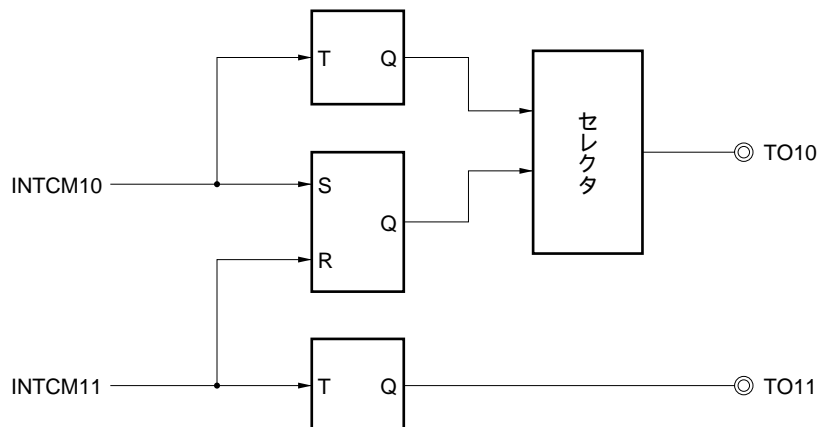 T Q
セレクタ
TO10
INTCM10
S
Q
R
INTCM11
T Q
TO11